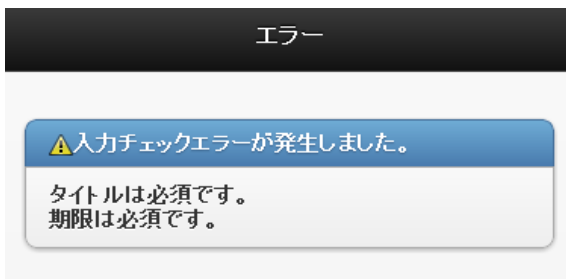 エラー
入力チェックエラーが発生しました。
タイトルは必須です。
期限は必須です。